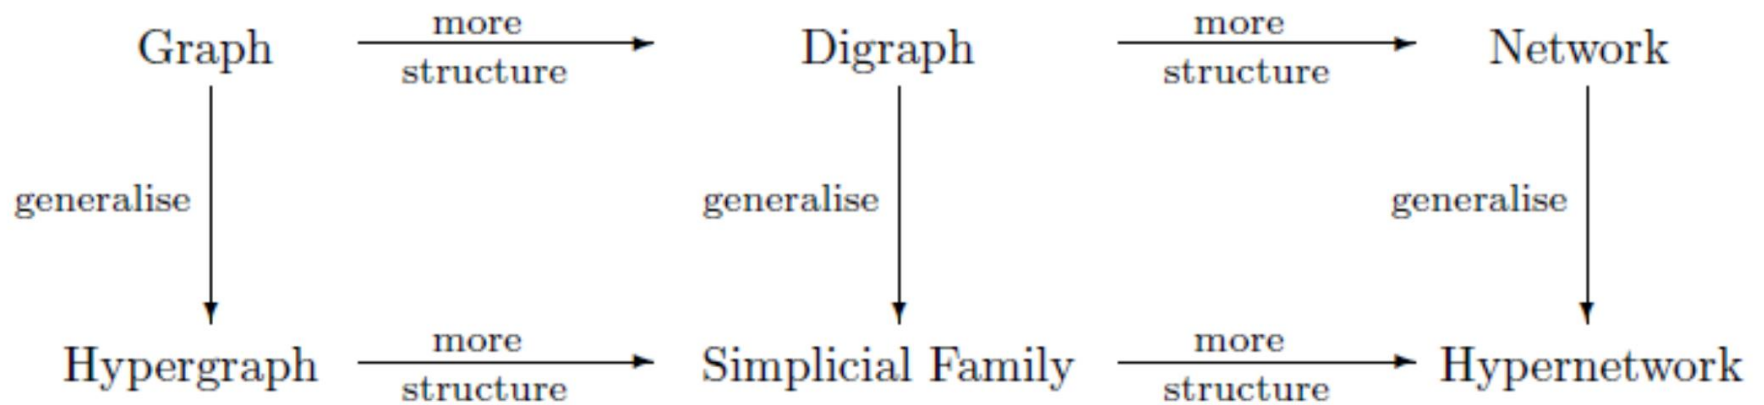 more more
Graph Digraph Network
structure structure
generalise generalise generalise
more more
Hypergraph Simplicial Family Hypernetwork
structure structure